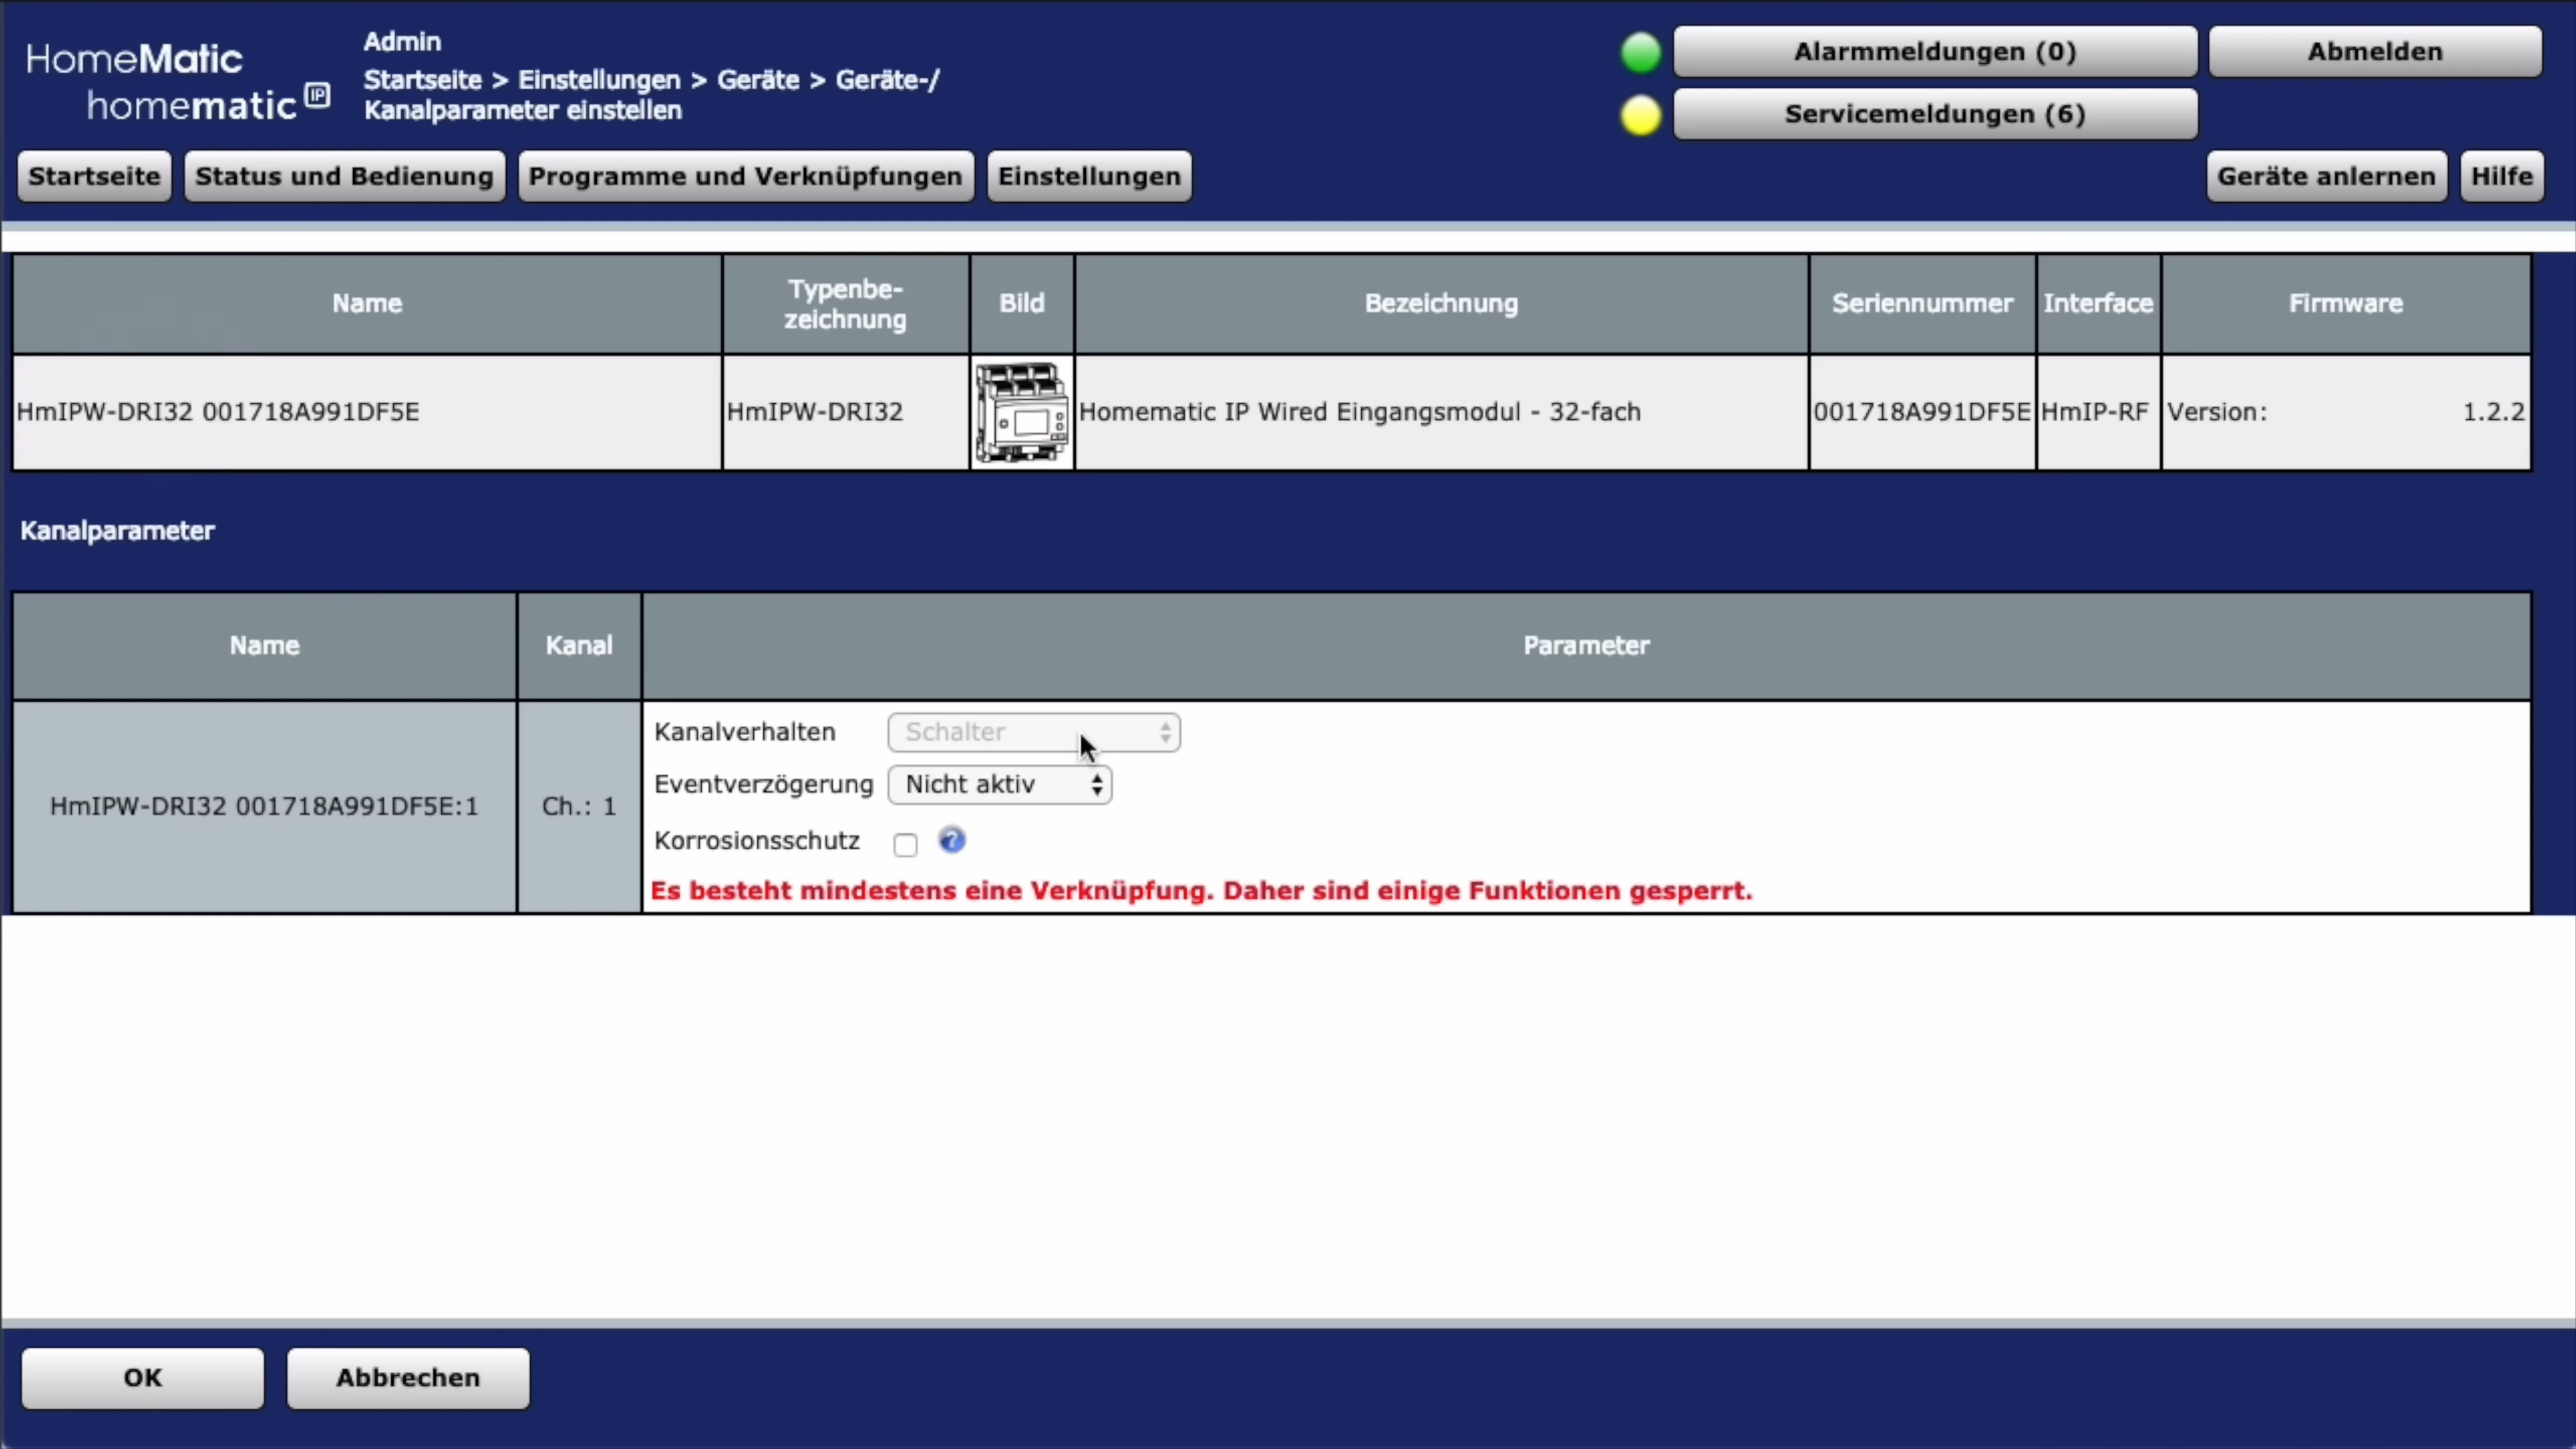 HomeMatic
homematic IP
Admin
Startseite > Einstellungen > Geräte > Geräte-/
Kanalparameter einstellen
Alarmmeldungen (0)
Abmelden
Servicemeldungen (6)
Startseite
Status und Bedienung
Programme und Verknüpfungen
Einstellungen
Geräte anlernen
Hilfe
Name
Typenbe-
zeichnung
Bild
Bezeichnung
Seriennummer
Interface
Firmware
HmIPW-DRI32 001718A991DF5E
HmIPW-DRI32
Homematic IP Wired Eingangsmodul - 32-fach
001718A991DF5E
HmIP-RF
Version: 1.2.2
Kanalparameter
Name
Kanal
Parameter
HmIPW-DRI32 001718A991DF5E:1
Ch.: 1
Kanalverhalten Schalter
Eventverzögerung Nicht aktiv
Korrosionsschutz ?
Es besteht mindestens eine Verknüpfung. Daher sind einige Funktionen gesperrt.
OK
Abbrechen